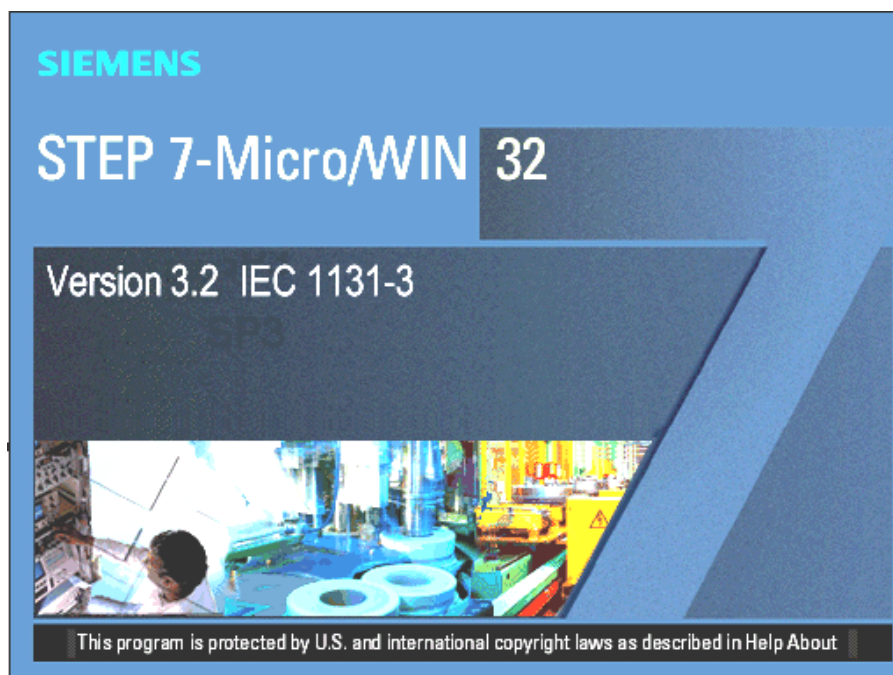 SIEMENS
STEP 7-Micro/WIN 32
Version 3.2 IEC 1131-3
SP3
This program is protected by U.S. and international copyright laws as described in Help About